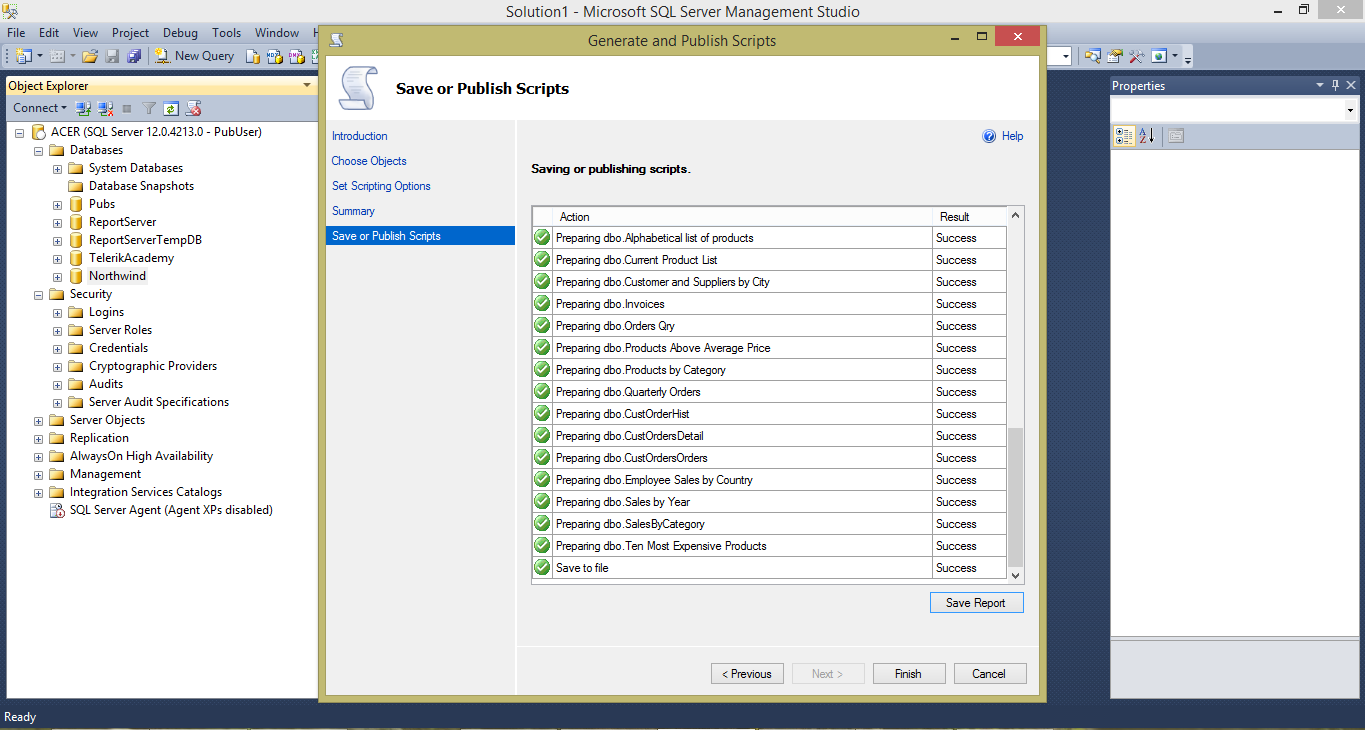 Solution1 - Microsoft SQL Server Management Studio
File Edit View Project Debug Tools Window
New Query
Object Explorer
Connect
ACER (SQL Server 12.0.4213.0 - PubUser)
Databases
System Databases
Database Snapshots
Pubs
ReportServer
ReportServerTempDB
TelerikAcademy
Northwind
Security
Logins
Server Roles
Credentials
Cryptographic Providers
Audits
Server Audit Specifications
Server Objects
Replication
AlwaysOn High Availability
Management
Integration Services Catalogs
SQL Server Agent (Agent XPs disabled)
Generate and Publish Scripts
Save or Publish Scripts
Introduction
Choose Objects
Set Scripting Options
Summary
Save or Publish Scripts
Help
Saving or publishing scripts.
Action Result
Preparing dbo.Alphabetical list of products Success
Preparing dbo.Current Product List Success
Preparing dbo.Customer and Suppliers by City Success
Preparing dbo.Invoices Success
Preparing dbo.Orders Qry Success
Preparing dbo.Products Above Average Price Success
Preparing dbo.Products by Category Success
Preparing dbo.Quarterly Orders Success
Preparing dbo.CustOrderHist Success
Preparing dbo.CustOrdersDetail Success
Preparing dbo.CustOrdersOrders Success
Preparing dbo.Employee Sales by Country Success
Preparing dbo.Sales by Year Success
Preparing dbo.SalesByCategory Success
Preparing dbo.Ten Most Expensive Products Success
Save to file Success
Save Report
< Previous Next > Finish Cancel
Properties
Ready